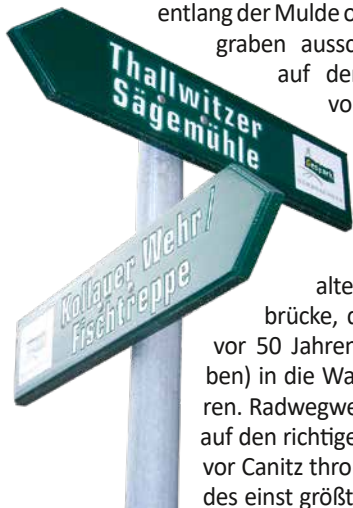 entlang der Mulde o
graben aussc
auf der
vo
Thallwitzer
Sägemühle
Geopark
Kollauer Wehr/
Fischtreppe
alte
brücke, d
vor 50 Jahren
ben) in die Wa
ren. Radwegwe
auf den richtige
vor Canitz thro
des einst größt